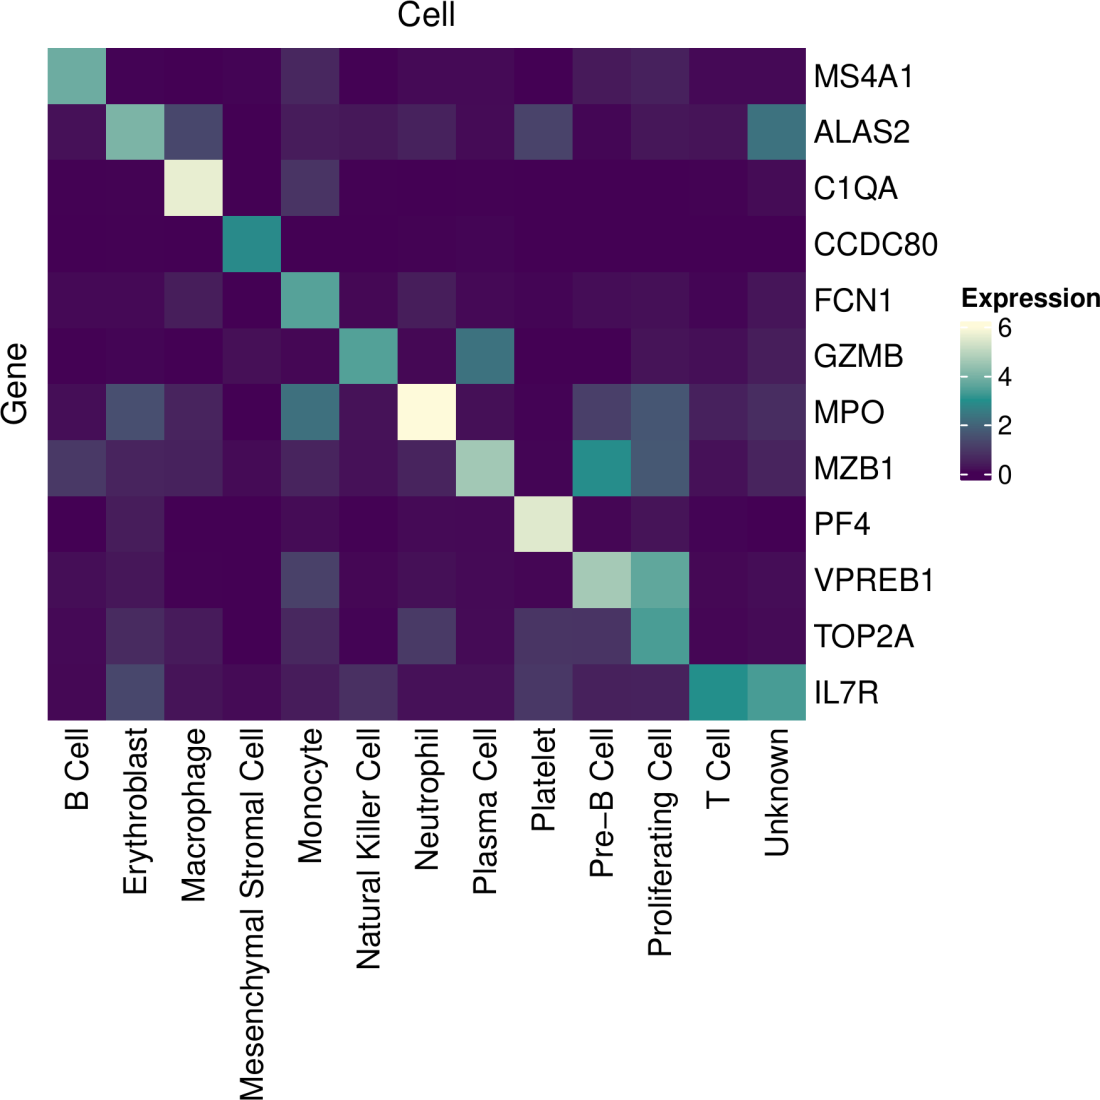 Cell
Gene
MS4A1
ALAS2
C1QA
CCDC80
FCN1
GZMB
MPO
MZB1
PF4
VPREB1
TOP2A
IL7R
Expression
6
4
2
0
B Cell
Erythroblast
Macrophage
Mesenchymal Stromal Cell
Monocyte
Natural Killer Cell
Neutrophil
Plasma Cell
Platelet
Pre−B Cell
Proliferating Cell
T Cell
Unknown